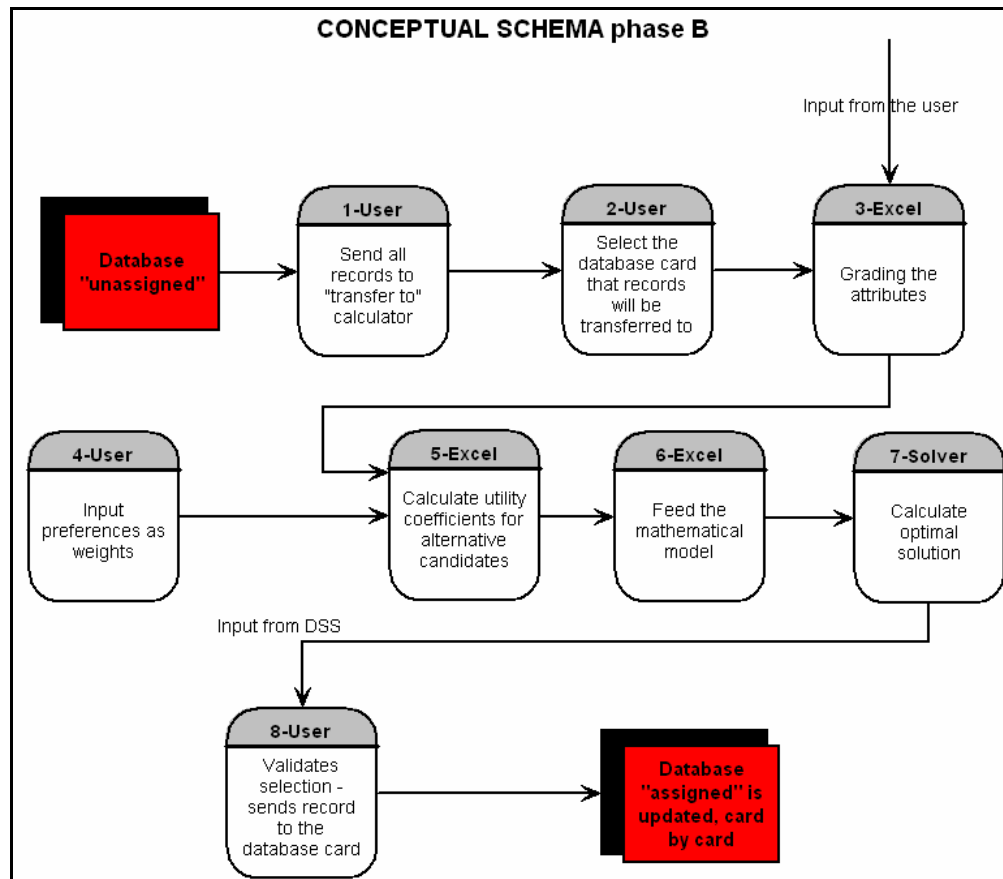 CONCEPTUAL SCHEMA phase B
Input from the user
Database
"unassigned"
1-User
Send all
records to
"transfer to"
calculator
2-User
Select the
database card
that records
will be
transferred to
3-Excel
Grading the
attributes
4-User
Input
preferences as
weights
5-Excel
Calculate utility
coefficients for
alternative
candidates
6-Excel
Feed the
mathematical
model
7-Solver
Calculate
optimal
solution
Input from DSS
8-User
Validates
selection -
sends record
to the
database card
Database
"assigned" is
updated, card
by card